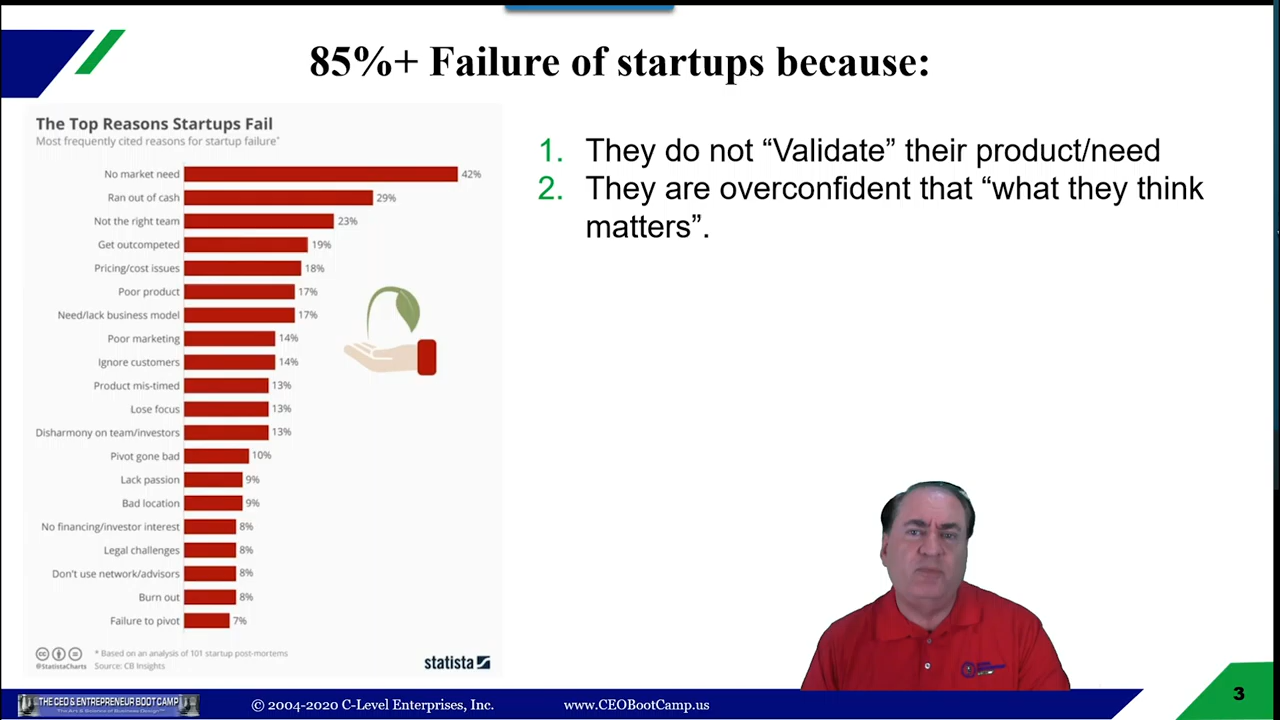 85%+ Failure of startups because:
The Top Reasons Startups Fail
Most frequently cited reasons for startup failure*
No market need 42%
Ran out of cash 29%
Not the right team 23%
Get outcompeted 19%
Pricing/cost issues 18%
Poor product 17%
Need/lack business model 17%
Poor marketing 14%
Ignore customers 14%
Product mis-timed 13%
Lose focus 13%
Disharmony on team/investors 13%
Pivot gone bad 10%
Lack passion 9%
Bad location 9%
No financing/investor interest 8%
Legal challenges 8%
Don't use network/advisors 8%
Burn out 8%
Failure to pivot 7%
* Based on an analysis of 101 startup post-mortems
@StatistaCharts Source: CB Insights
statista
1. They do not “Validate” their product/need
2. They are overconfident that “what they think
matters”.
THE CEO & ENTREPRENEUR BOOT CAMP
The Art & Science of Business Design™
© 2004-2020 C-Level Enterprises, Inc.
www.CEOBootCamp.us
3